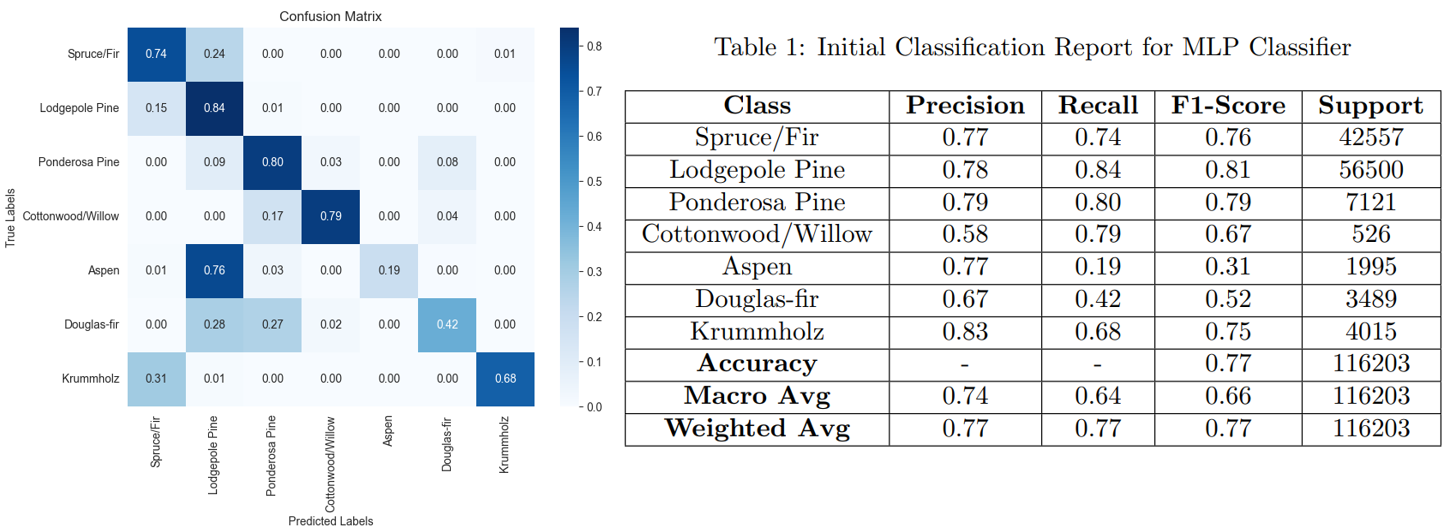 Confusion Matrix
True Labels
Spruce/Fir 0.74 0.24 0.00 0.00 0.00 0.00 0.01
Lodgepole Pine 0.15 0.84 0.01 0.00 0.00 0.00 0.00
Ponderosa Pine 0.00 0.09 0.80 0.03 0.00 0.08 0.00
Cottonwood/Willow 0.00 0.00 0.17 0.79 0.00 0.04 0.00
Aspen 0.01 0.76 0.03 0.00 0.19 0.00 0.00
Douglas-fir 0.00 0.28 0.27 0.02 0.00 0.42 0.00
Krummholz 0.31 0.01 0.00 0.00 0.00 0.00 0.68
Spruce/Fir
Lodgepole Pine
Ponderosa Pine
Cottonwood/Willow
Aspen
Douglas-fir
Krummholz
Predicted Labels
0.8
0.7
0.6
0.5
0.4
0.3
0.2
0.1
0.0
Table 1: Initial Classification Report for MLP Classifier
Class Precision Recall F1-Score Support
Spruce/Fir 0.77 0.74 0.76 42557
Lodgepole Pine 0.78 0.84 0.81 56500
Ponderosa Pine 0.79 0.80 0.79 7121
Cottonwood/Willow 0.58 0.79 0.67 526
Aspen 0.77 0.19 0.31 1995
Douglas-fir 0.67 0.42 0.52 3489
Krummholz 0.83 0.68 0.75 4015
Accuracy - - 0.77 116203
Macro Avg 0.74 0.64 0.66 116203
Weighted Avg 0.77 0.77 0.77 116203